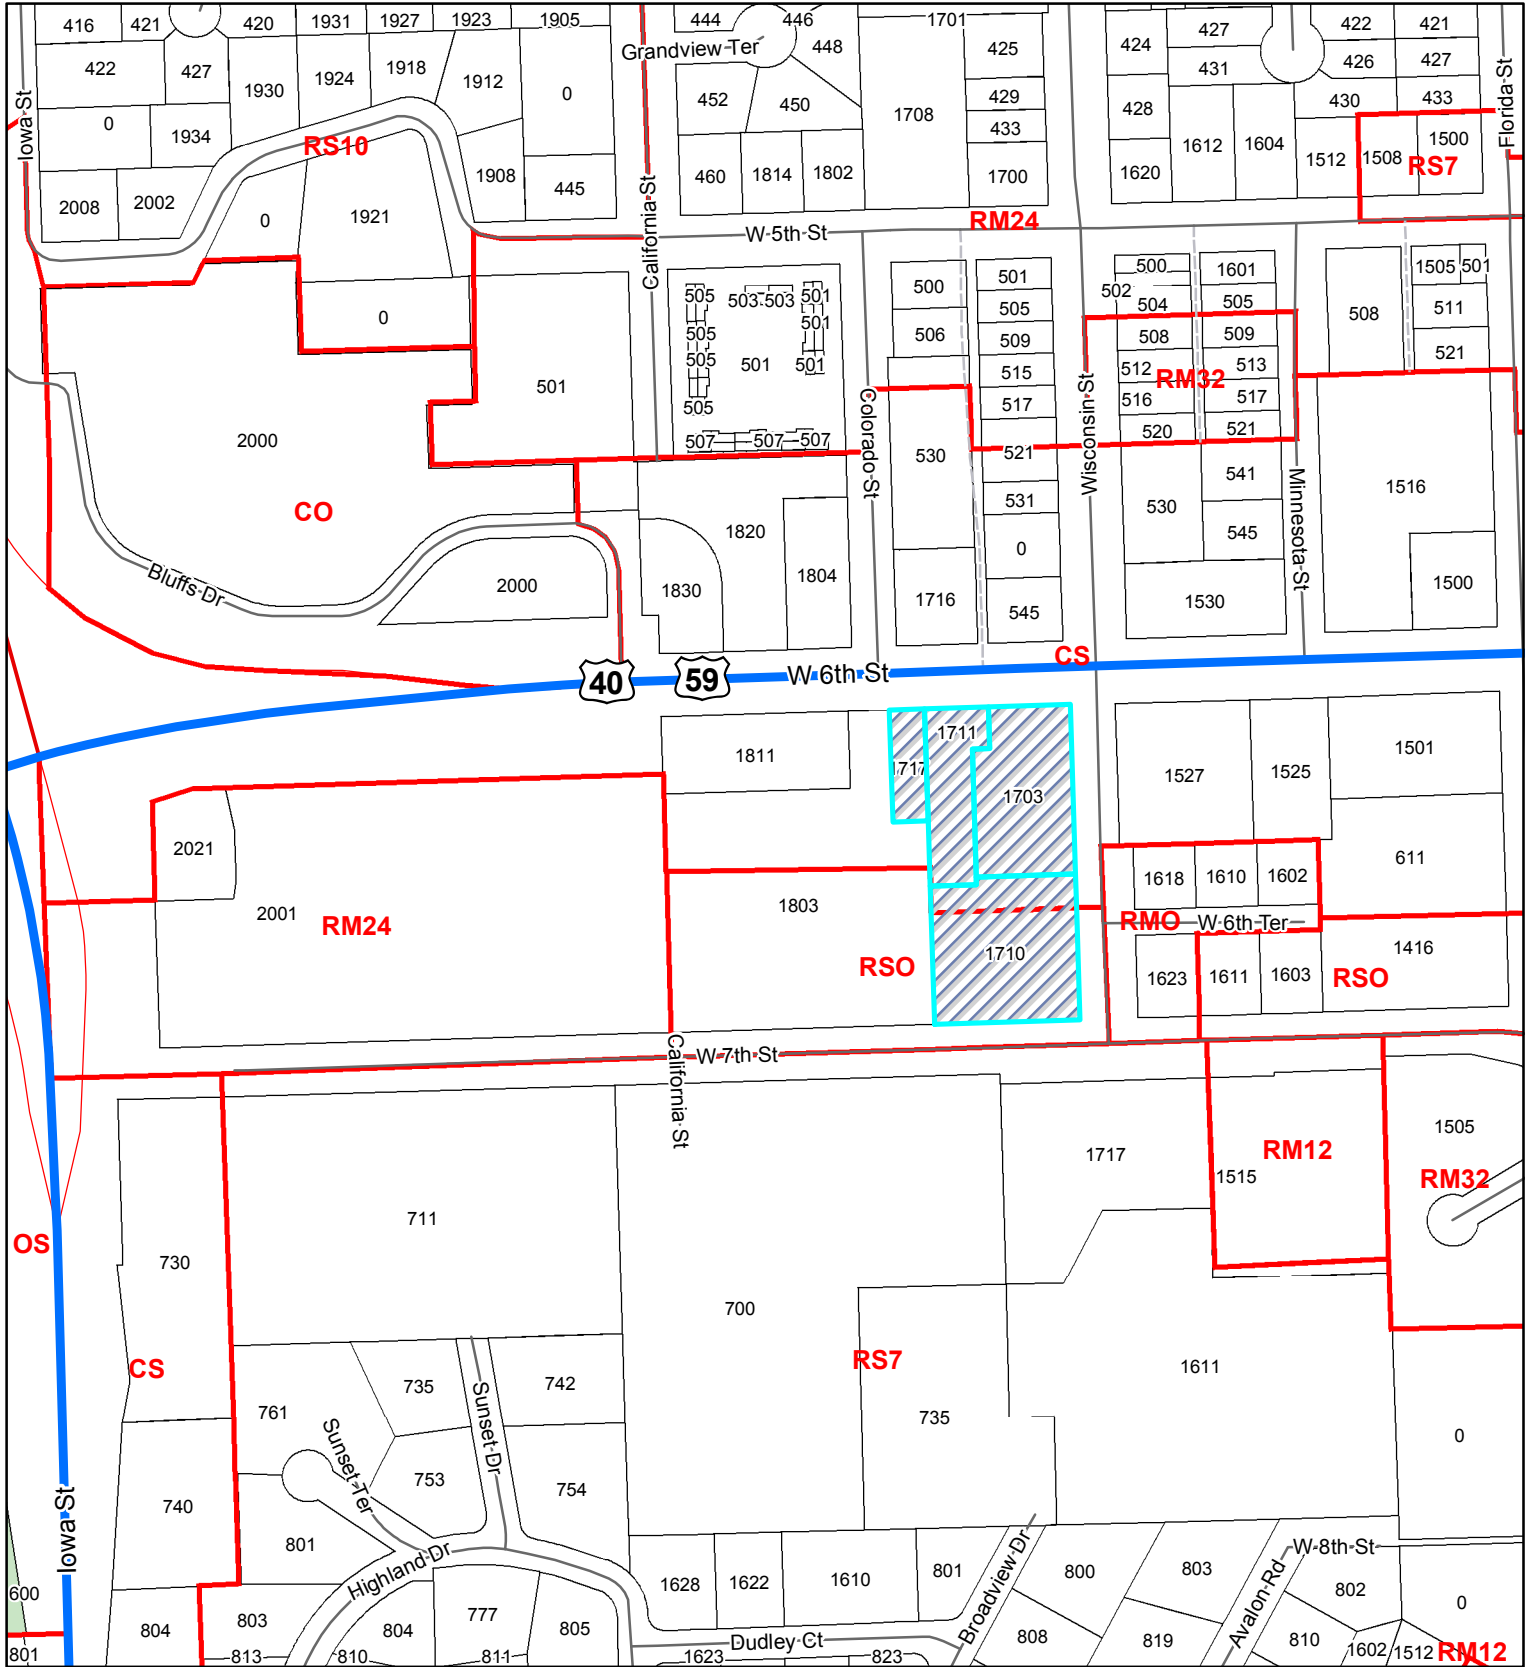 416 421 420 1931 1927 1923 1905 444 446 1701 427 422 421
Grandview Ter 448 425 424
422 427 1930 1924 1918 1912 0 431 426 427
452 450 1708 429 428 430 433
Iowa St 0 1934 433 1612 1604 1512 1508 1500 Florida St
RS10 RS7
1908 445 California St 460 1814 1802 1700 1620
2008 2002 0 1921
W 5th St RM24
0 505 503 503 501 500 501 500 1601 1505 501
502 504 505
505 501 506 505 508 511
505 501 501 509 508 509 521
501 505 515 512 513
RM32
505 Colorado St 517 516 517
2000 507 507 507 530 521 Wisconsin St 520 521
541 Minnesota St 1516
CO 1820 531 530 545
0
Bluffs Dr 2000 1830 1804 1716 545 1530 1500
CS
40 59 W 6th St
1811 1717 1711 1703 1527 1525 1501
2021 1618 1610 1602 611
2001 RM24 1803 RMO W 6th Ter
RSO 1710 1623 1611 1603 RSO 1416
W 7th St
California St
1717 1515 RM12 1505
RM32
OS 730 711
700
CS RS7 1611
761 735 Sunset Dr 742 735
Sunset Ter 753 754 0
Iowa St 740
801 Highland Dr 1628 1622 1610 801 Broadview Dr 800 803 Avalon Rd W 8th St
802
600 804 803 804 777 805 0
808 819 810
801 813 810 811 Dudley Ct 1623 823 1602 1512 RM12